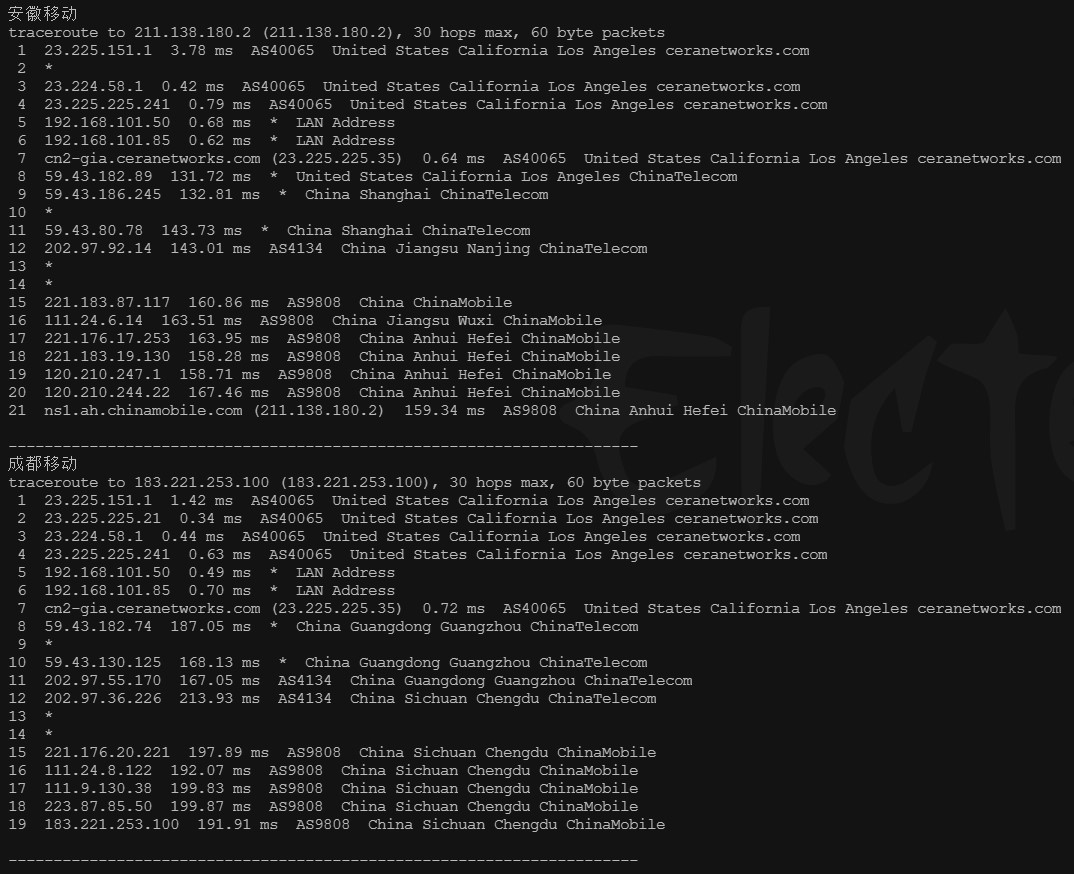 安徽移动
traceroute to 211.138.180.2 (211.138.180.2), 30 hops max, 60 byte packets
1 23.225.151.1 3.78 ms AS40065 United States California Los Angeles ceranetworks.com
2 *
3 23.224.58.1 0.42 ms AS40065 United States California Los Angeles ceranetworks.com
4 23.225.225.241 0.79 ms AS40065 United States California Los Angeles ceranetworks.com
5 192.168.101.50 0.68 ms * LAN Address
6 192.168.101.85 0.62 ms * LAN Address
7 cn2-gia.ceranetworks.com (23.225.225.35) 0.64 ms AS40065 United States California Los Angeles ceranetworks.com
8 59.43.182.89 131.72 ms * United States California Los Angeles ChinaTelecom
9 59.43.186.245 132.81 ms * China Shanghai ChinaTelecom
10 *
11 59.43.80.78 143.73 ms * China Shanghai ChinaTelecom
12 202.97.92.14 143.01 ms AS4134 China Jiangsu Nanjing ChinaTelecom
13 *
14 *
15 221.183.87.117 160.86 ms AS9808 China ChinaMobile
16 111.24.6.14 163.51 ms AS9808 China Jiangsu Wuxi ChinaMobile
17 221.176.17.253 163.95 ms AS9808 China Anhui Hefei ChinaMobile
18 221.183.19.130 158.28 ms AS9808 China Anhui Hefei ChinaMobile
19 120.210.247.1 158.71 ms AS9808 China Anhui Hefei ChinaMobile
20 120.210.244.22 167.46 ms AS9808 China Anhui Hefei ChinaMobile
21 ns1.ah.chinamobile.com (211.138.180.2) 159.34 ms AS9808 China Anhui Hefei ChinaMobile
----------------------------------------------------------------------
成都移动
traceroute to 183.221.253.100 (183.221.253.100), 30 hops max, 60 byte packets
1 23.225.151.1 1.42 ms AS40065 United States California Los Angeles ceranetworks.com
2 23.225.225.21 0.34 ms AS40065 United States California Los Angeles ceranetworks.com
3 23.224.58.1 0.44 ms AS40065 United States California Los Angeles ceranetworks.com
4 23.225.225.241 0.63 ms AS40065 United States California Los Angeles ceranetworks.com
5 192.168.101.50 0.49 ms * LAN Address
6 192.168.101.85 0.70 ms * LAN Address
7 cn2-gia.ceranetworks.com (23.225.225.35) 0.72 ms AS40065 United States California Los Angeles ceranetworks.com
8 59.43.182.74 187.05 ms * China Guangdong Guangzhou ChinaTelecom
9 *
10 59.43.130.125 168.13 ms * China Guangdong Guangzhou ChinaTelecom
11 202.97.55.170 167.05 ms AS4134 China Guangdong Guangzhou ChinaTelecom
12 202.97.36.226 213.93 ms AS4134 China Sichuan Chengdu ChinaTelecom
13 *
14 *
15 221.176.20.221 197.89 ms AS9808 China Sichuan Chengdu ChinaMobile
16 111.24.8.122 192.07 ms AS9808 China Sichuan Chengdu ChinaMobile
17 111.9.130.38 199.83 ms AS9808 China Sichuan Chengdu ChinaMobile
18 223.87.85.50 199.87 ms AS9808 China Sichuan Chengdu ChinaMobile
19 183.221.253.100 191.91 ms AS9808 China Sichuan Chengdu ChinaMobile
----------------------------------------------------------------------